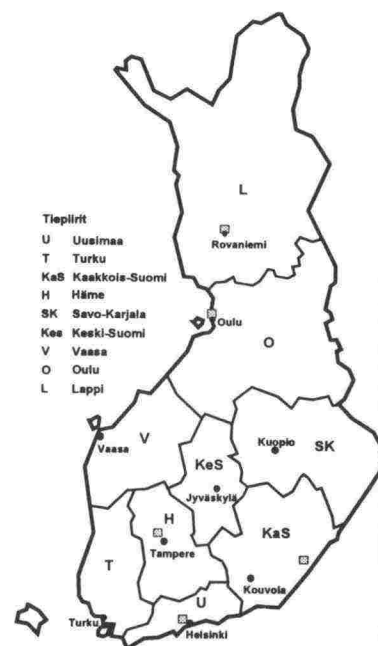 L
Rovaniemi
Tiepiirit
U Uusimaa
T Turku
KaS Kaakkois-Suomi
H Häme
SK Savo-Karjala
Kes Keski-Suomi
V Vaasa
O Oulu
L Lappi
Oulu
O
V
Vaasa
KeS
Jyväskylä
Kuopio
SK
H
Tampere
KaS
Kouvola
T
U
Turku
Helsinki